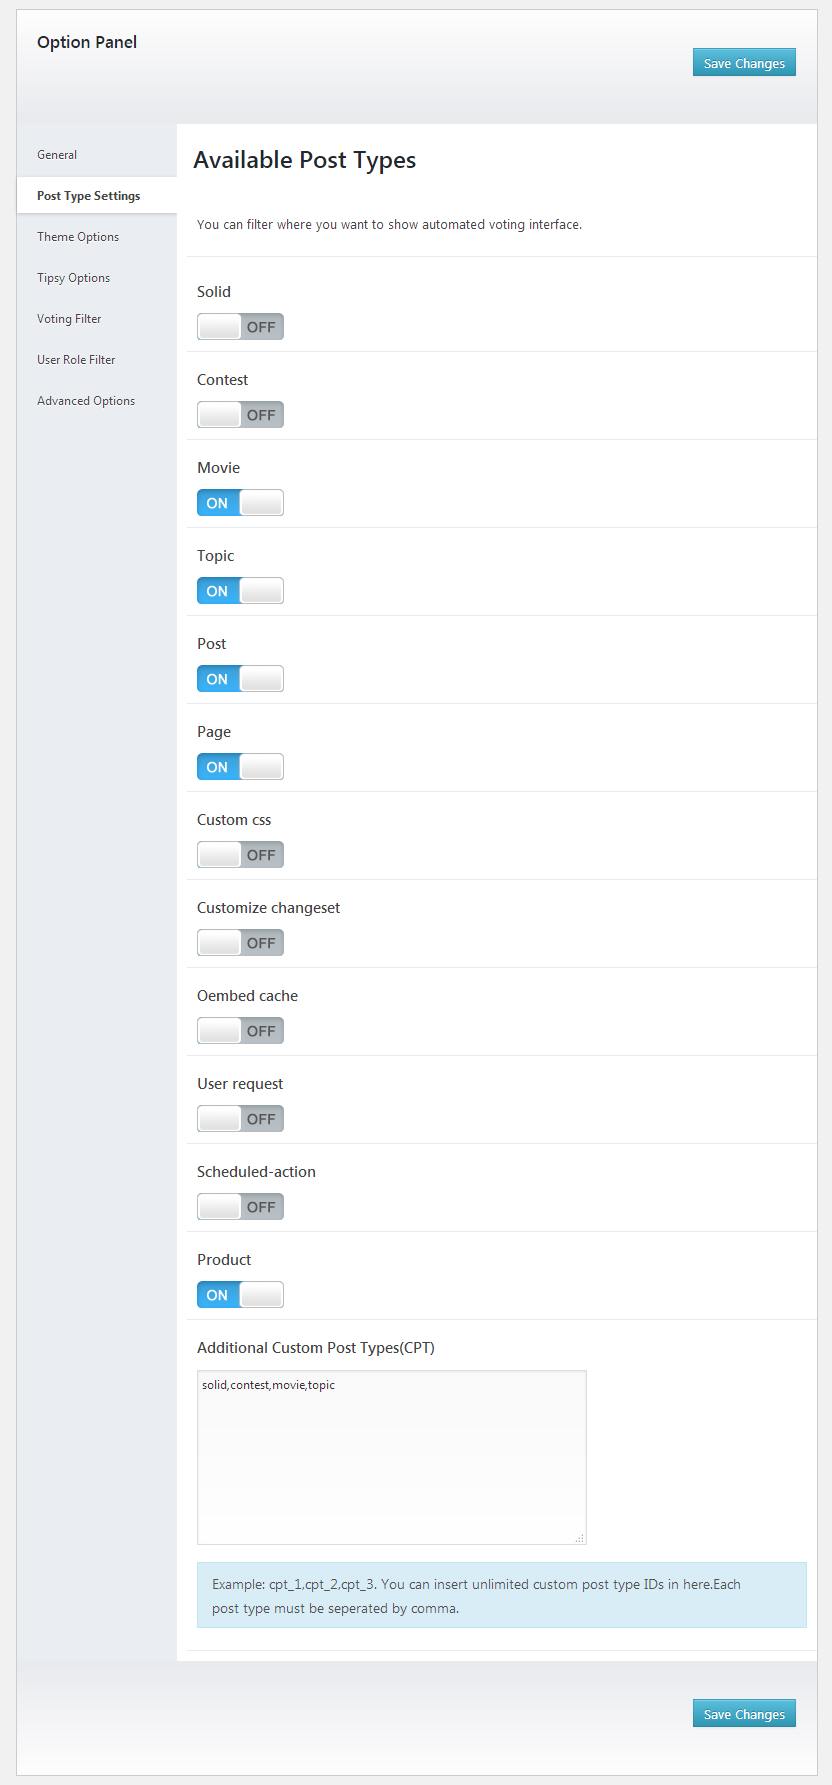 Option Panel
Save Changes
General
Post Type Settings
Theme Options
Tipsy Options
Voting Filter
User Role Filter
Advanced Options
Available Post Types
You can filter where you want to show automated voting interface.
Solid
OFF
Contest
OFF
Movie
ON
Topic
ON
Post
ON
Page
ON
Custom css
OFF
Customize changeset
OFF
Oembed cache
OFF
User request
OFF
Scheduled-action
OFF
Product
ON
Additional Custom Post Types(CPT)
solid,contest,movie,topic
Example: cpt_1,cpt_2,cpt_3. You can insert unlimited custom post type IDs in here.Each
post type must be seperated by comma.
Save Changes